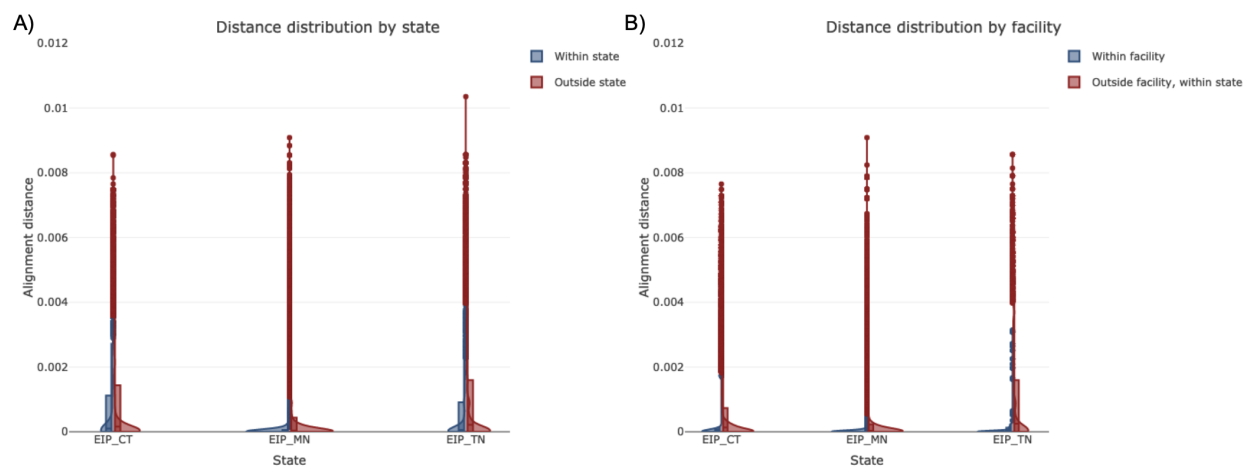 A)
Distance distribution by state
0.012
0.01
0.008
0.006
0.004
0.002
0
Alignment distance
EIP_CT
EIP_MN
EIP_TN
State
Within state
Outside state
B)
Distance distribution by facility
0.012
0.01
0.008
0.006
0.004
0.002
0
Alignment distance
EIP_CT
EIP_MN
EIP_TN
State
Within facility
Outside facility, within state